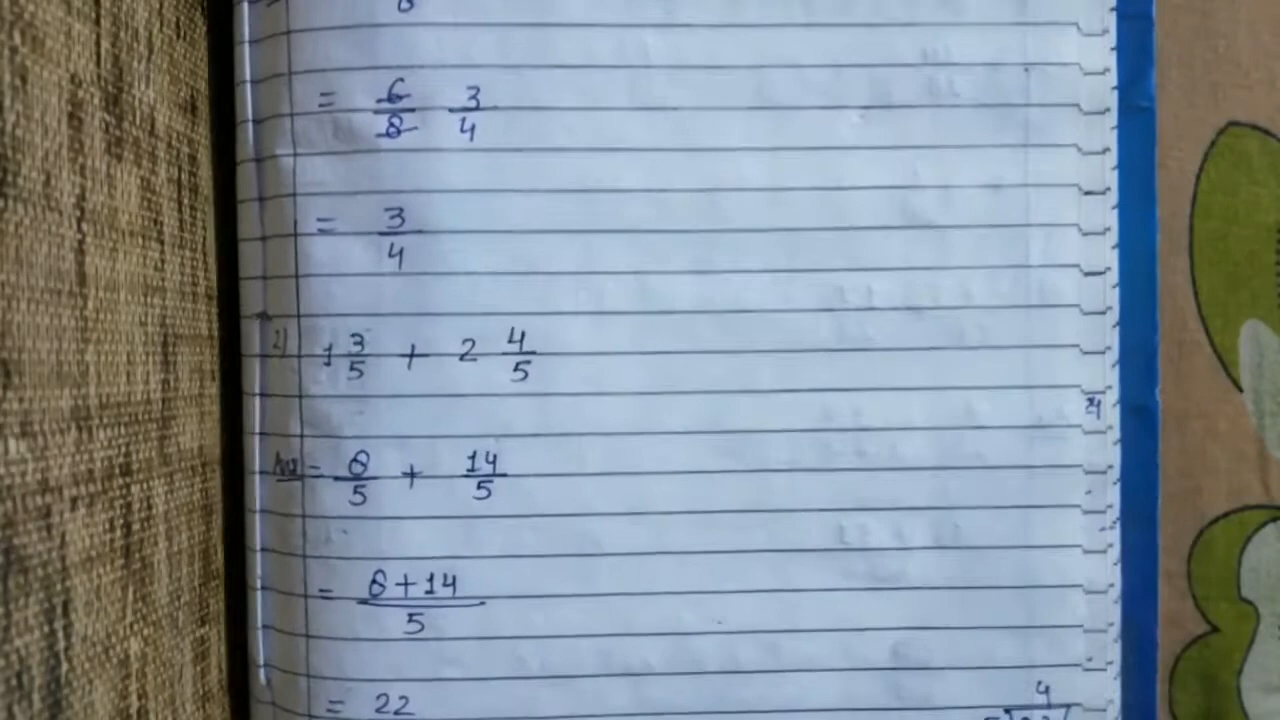 = 6/8 3/4
= 3/4
2) 1 3/5 + 2 4/5
Ans = 8/5 + 14/5
= 8+14/5
= 22
4